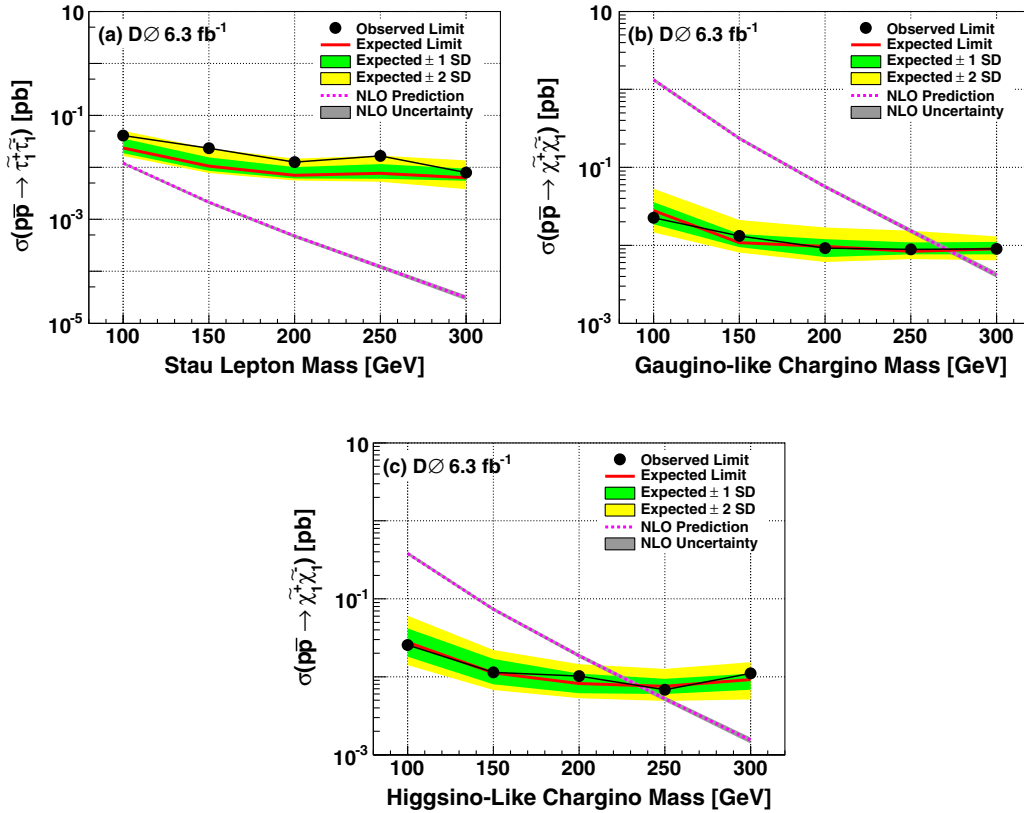 (a) DØ 6.3 fb⁻¹
Observed Limit
Expected Limit
Expected ± 1 SD
Expected ± 2 SD
NLO Prediction
NLO Uncertainty
σ(pp̅ → τ̃₁⁺τ̃₁⁻) [pb]
10
10⁻¹
10⁻³
10⁻⁵
100 150 200 250 300
Stau Lepton Mass [GeV]
(b) DØ 6.3 fb⁻¹
Observed Limit
Expected Limit
Expected ± 1 SD
Expected ± 2 SD
NLO Prediction
NLO Uncertainty
σ(pp̅ → χ̃₁⁺χ̃₁⁻) [pb]
10
1
10⁻¹
10⁻³
100 150 200 250 300
Gaugino-like Chargino Mass [GeV]
(c) DØ 6.3 fb⁻¹
Observed Limit
Expected Limit
Expected ± 1 SD
Expected ± 2 SD
NLO Prediction
NLO Uncertainty
σ(pp̅ → χ̃₁⁺χ̃₁⁻) [pb]
10
1
10⁻¹
10⁻³
100 150 200 250 300
Higgsino-Like Chargino Mass [GeV]